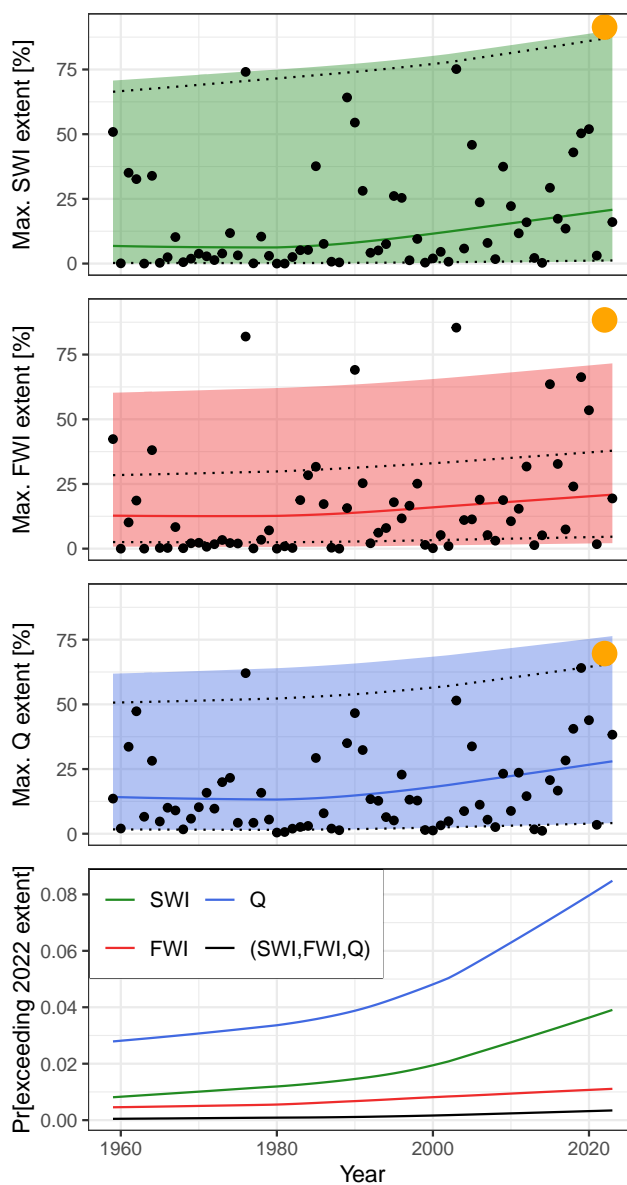 Max. SWI extent [%]
75
50
25
0
Max. FWI extent [%]
75
50
25
0
Max. Q extent [%]
75
50
25
0
Pr[exceeding 2022 extent]
0.08
0.06
0.04
0.02
0.00
SWI Q
FWI (SWI,FWI,Q)
1960 1980 2000 2020
Year